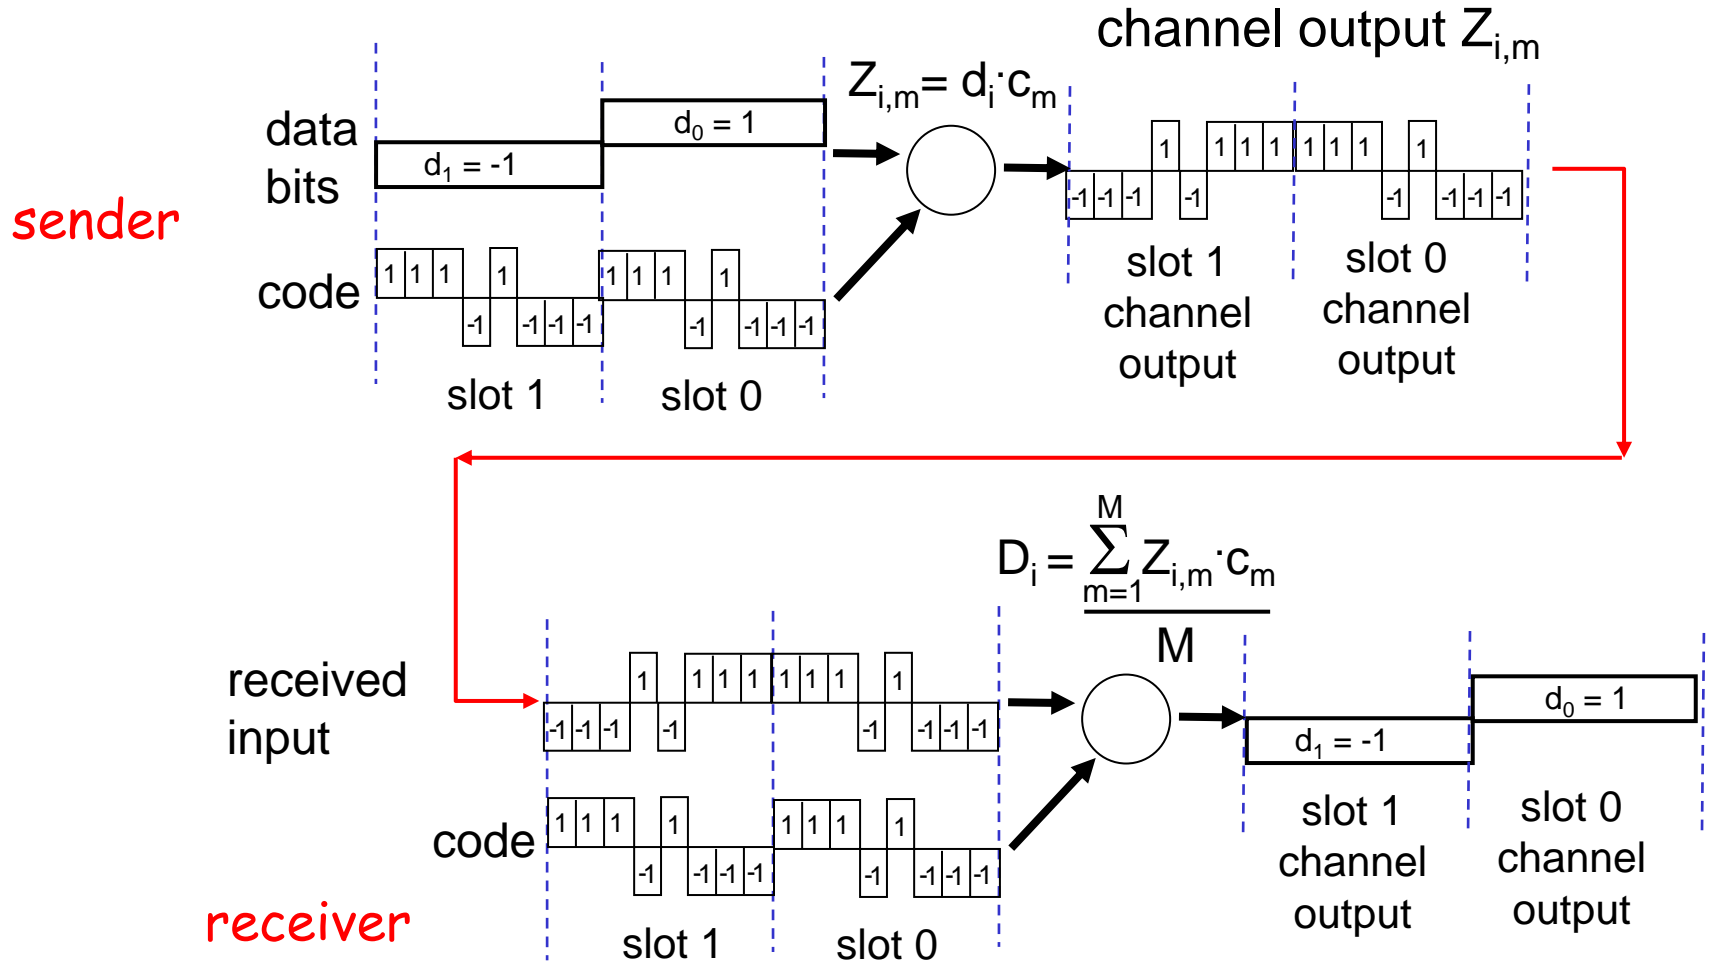 channel output Z_{i,m}
sender
data bits
d_1 = -1
d_0 = 1
Z_{i,m} = d_i · c_m
code
1 1 1 -1 1 -1 -1 -1
1 1 1 -1 1 -1 -1 -1
slot 1
slot 0
-1 -1 -1 1 -1 1 1 1
1 1 1 -1 1 -1 -1 -1
slot 1 channel output
slot 0 channel output
D_i = Σ_{m=1}^{M} Z_{i,m} · c_m
M
receiver
received input
-1 -1 -1 1 -1 1 1 1
1 1 1 -1 1 -1 -1 -1
code
1 1 1 -1 1 -1 -1 -1
1 1 1 -1 1 -1 -1 -1
slot 1
slot 0
d_1 = -1
d_0 = 1
slot 1 channel output
slot 0 channel output